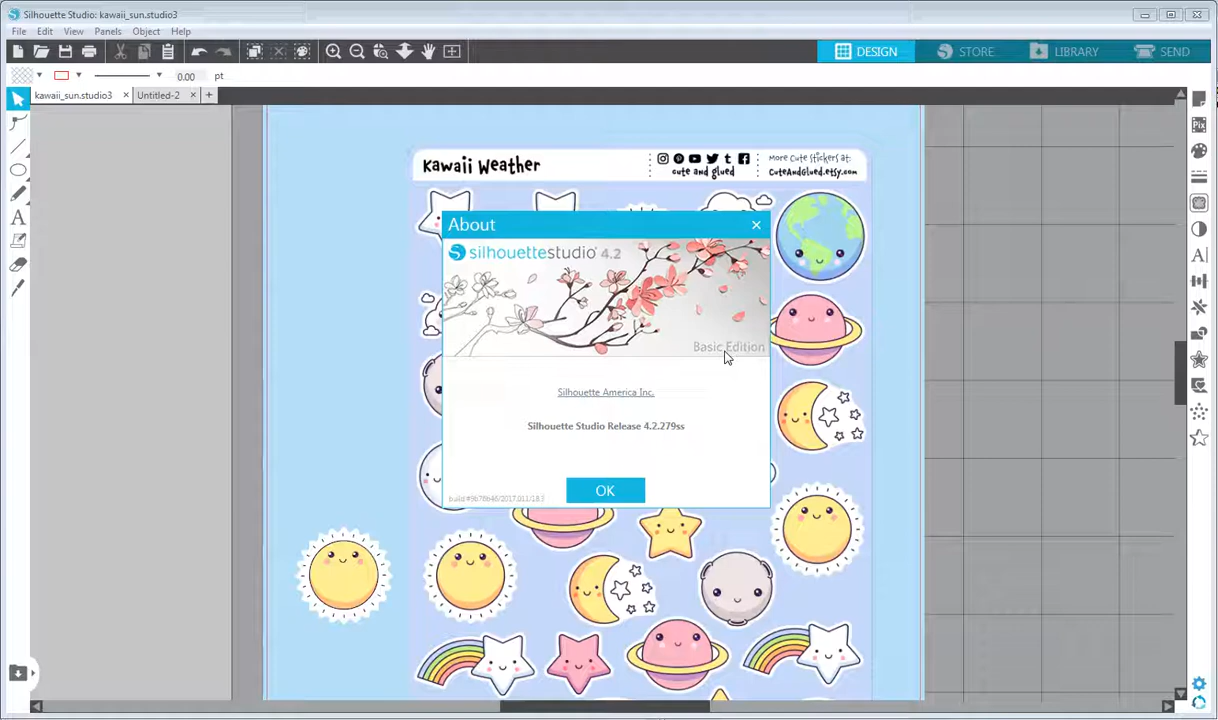 Silhouette Studio: kawaii_sun.studio3
File Edit View Panels Object Help
DESIGN STORE LIBRARY SEND
0.00 pt
kawaii_sun.studio3 × Untitled-2 × +
Kawaii Weather
cute and glued
More Cute Stickers at:
CuteAndGlued.etsy.com
About
silhouettestudio® 4.2
Basic Edition
Silhouette America Inc.
Silhouette Studio Release 4.2.279ss
OK
Pix